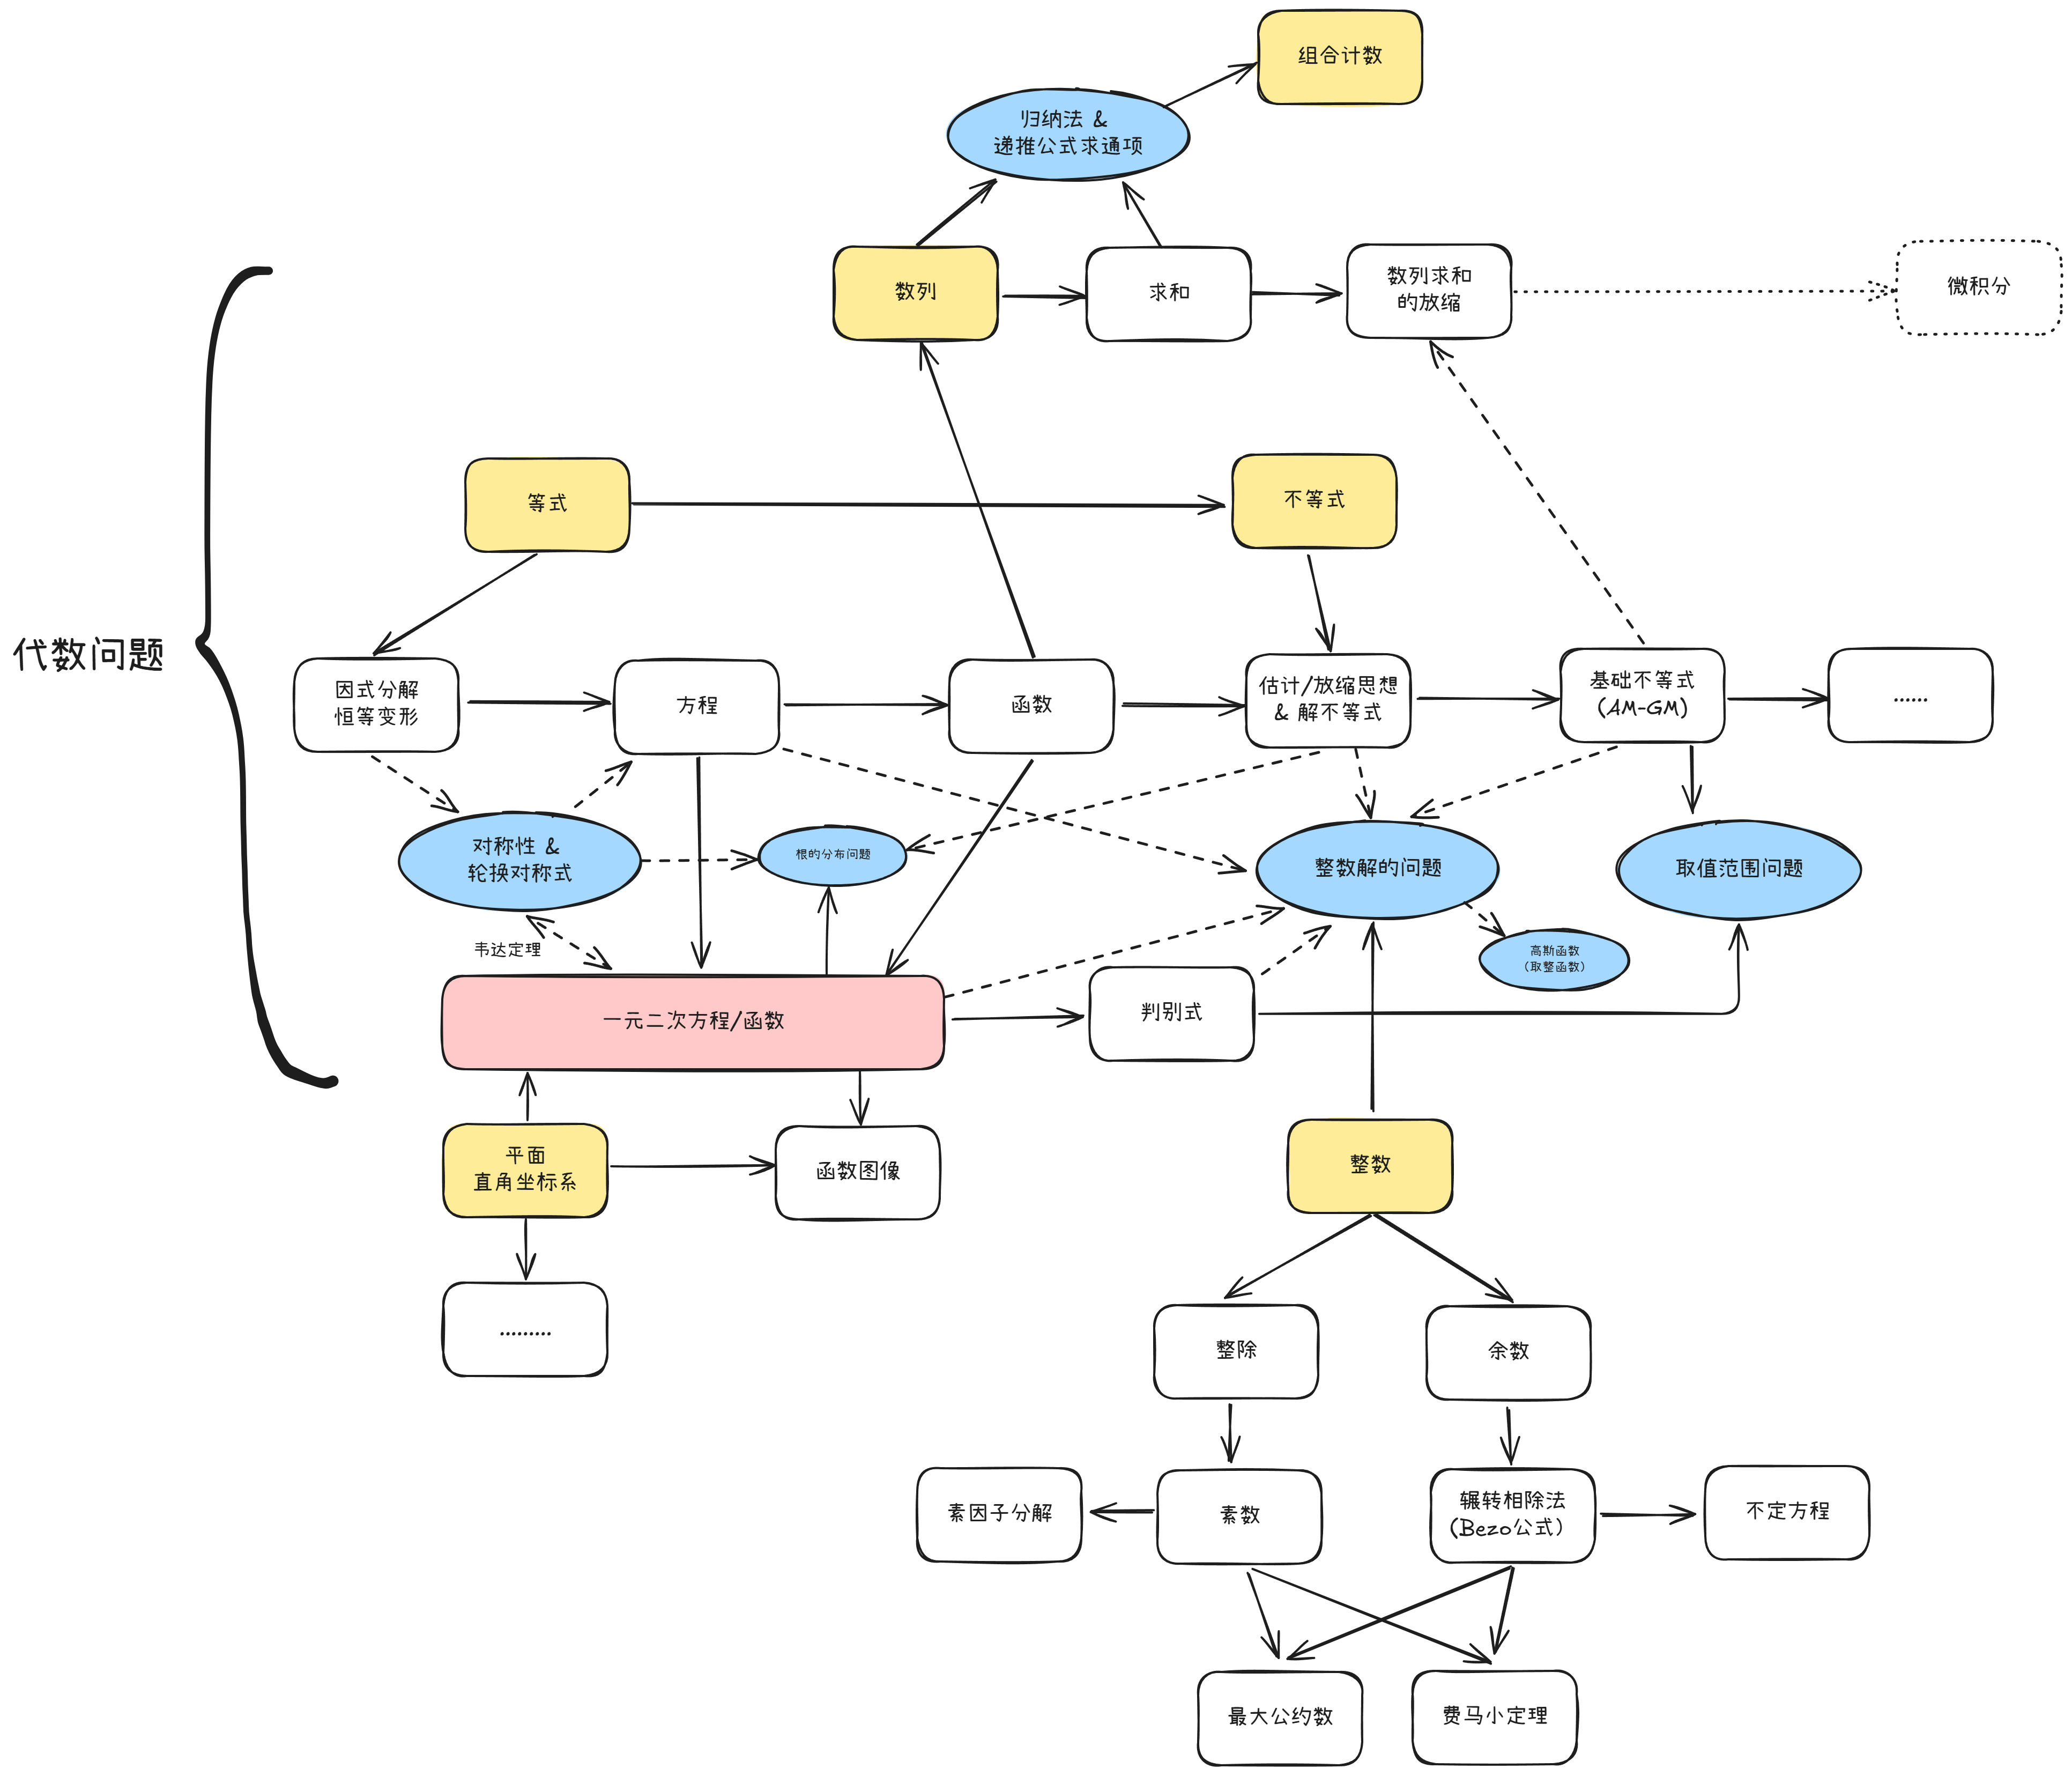 组合计数
归纳法 &
递推公式求通项
数列
求和
数列求和
的放缩
微积分
等式
不等式
代数问题
因式分解
恒等变形
方程
函数
估计/放缩思想
& 解不等式
基础不等式
(AM-GM)
......
对称性 &
轮换对称式
根的分布问题
整数解的问题
取值范围问题
韦达定理
高斯函数
(取整函数)
一元二次方程/函数
判别式
平面
直角坐标系
函数图像
整数
.........
整除
余数
素因子分解
素数
辗转相除法
(Bezo公式)
不定方程
最大公约数
费马小定理